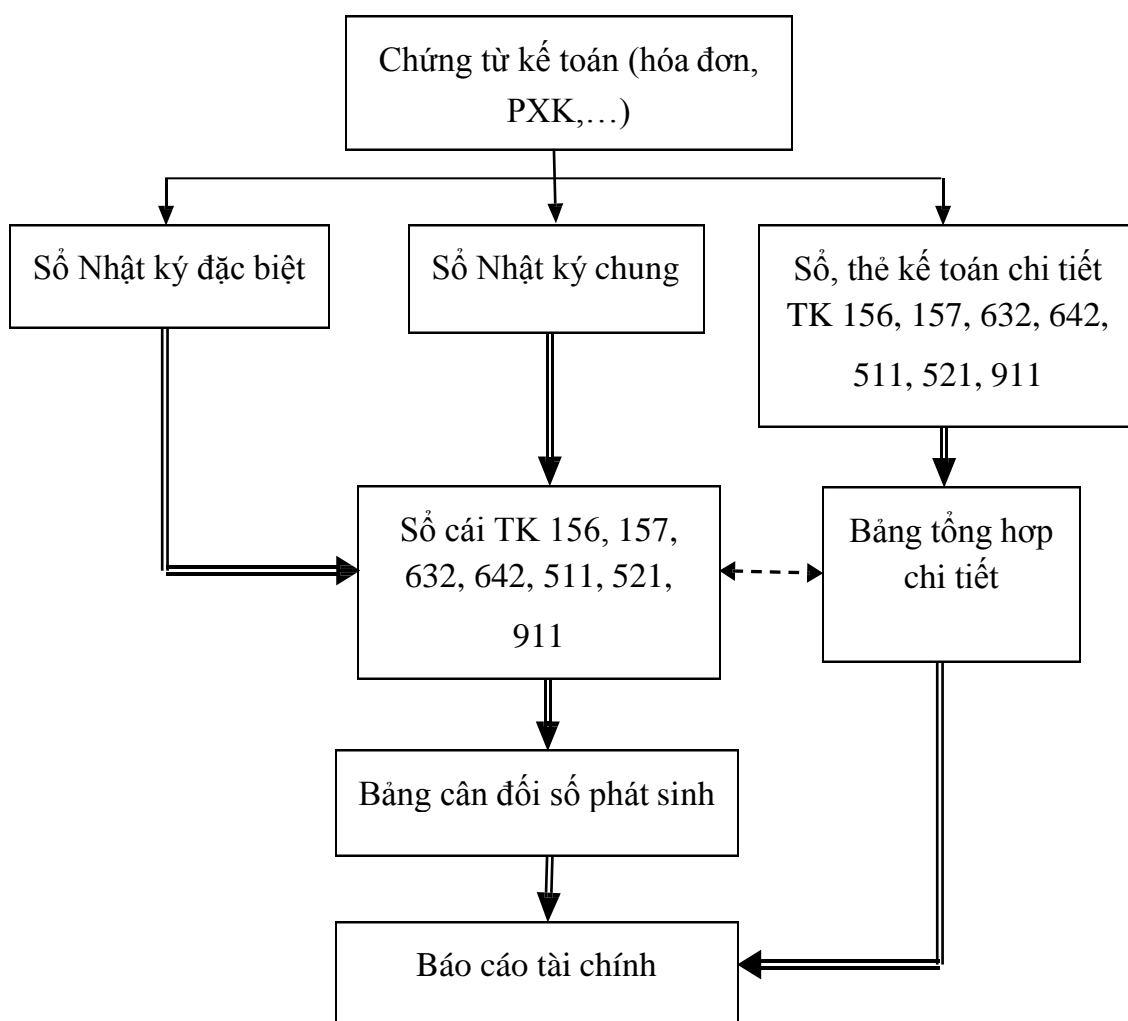 Chứng từ kế toán (hóa đơn,
PXK,…)
Sổ Nhật ký đặc biệt
Sổ Nhật ký chung
Sổ, thẻ kế toán chi tiết
TK 156, 157, 632, 642,
511, 521, 911
Sổ cái TK 156, 157,
632, 642, 511, 521,
911
Bảng tổng hơp
chi tiết
Bảng cân đối số phát sinh
Báo cáo tài chính